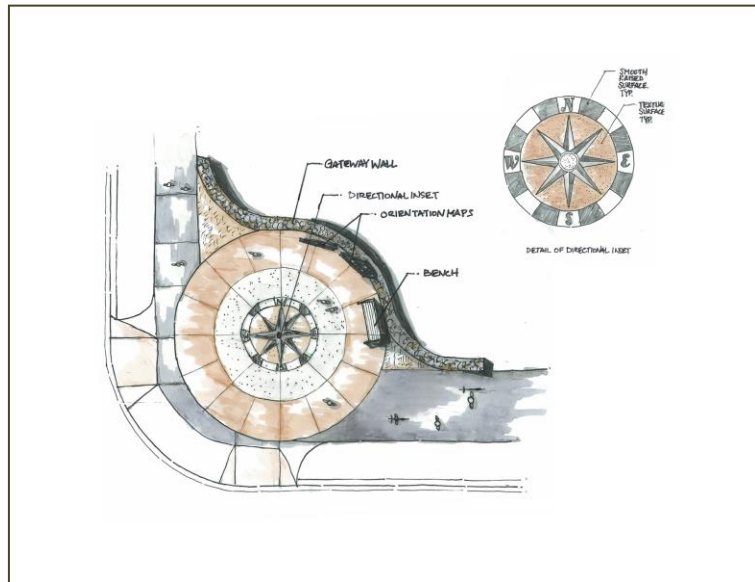 SMOOTH
RAISED
SURFACE
TYP.
TEXTURE
SURFACE
TYP.
N
W
E
S
DETAIL OF DIRECTIONAL INSET
GATEWAY WALL
DIRECTIONAL INSET
ORIENTATION MAPS
BENCH
N